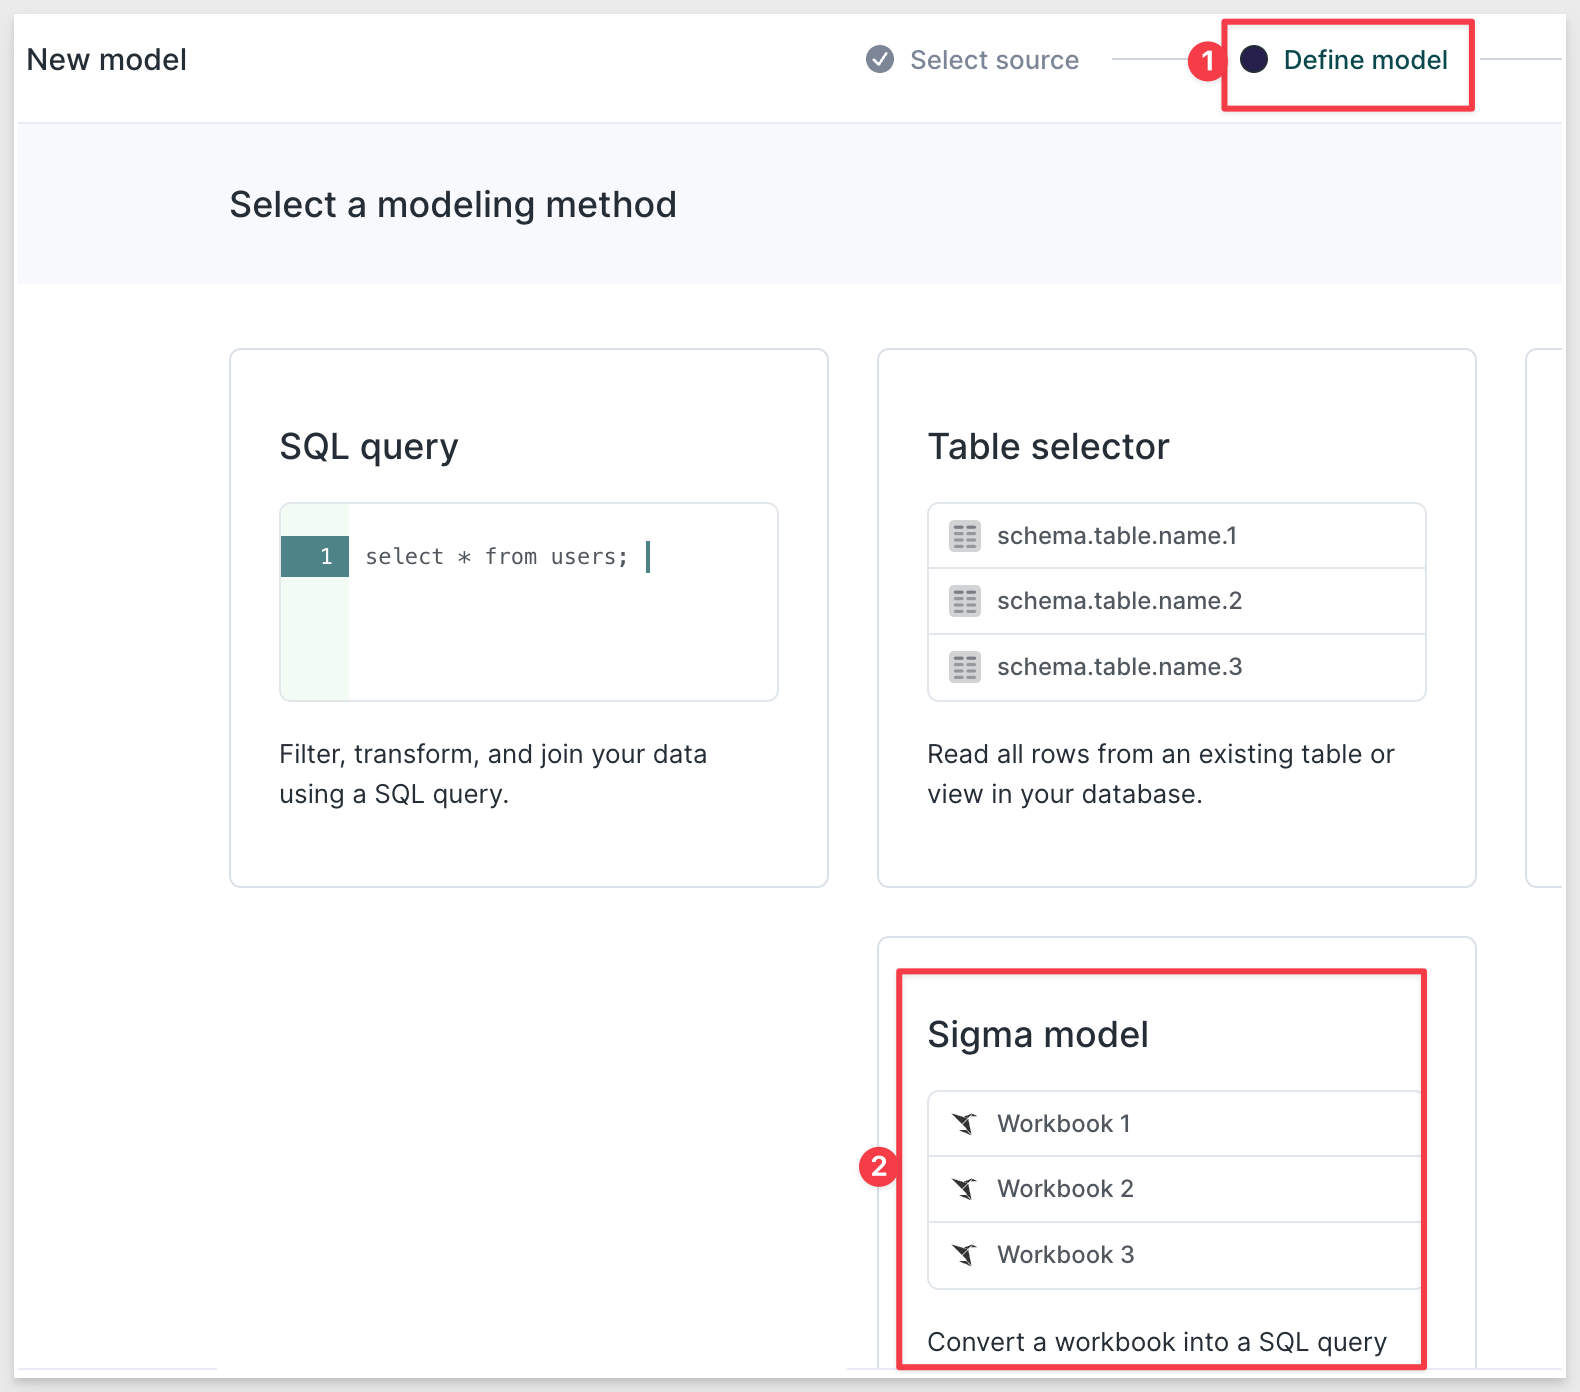 New model
Select source
1
Define model
Select a modeling method
SQL query
1 select * from users;
Filter, transform, and join your data
using a SQL query.
Table selector
schema.table.name.1
schema.table.name.2
schema.table.name.3
Read all rows from an existing table or
view in your database.
2
Sigma model
Workbook 1
Workbook 2
Workbook 3
Convert a workbook into a SQL query